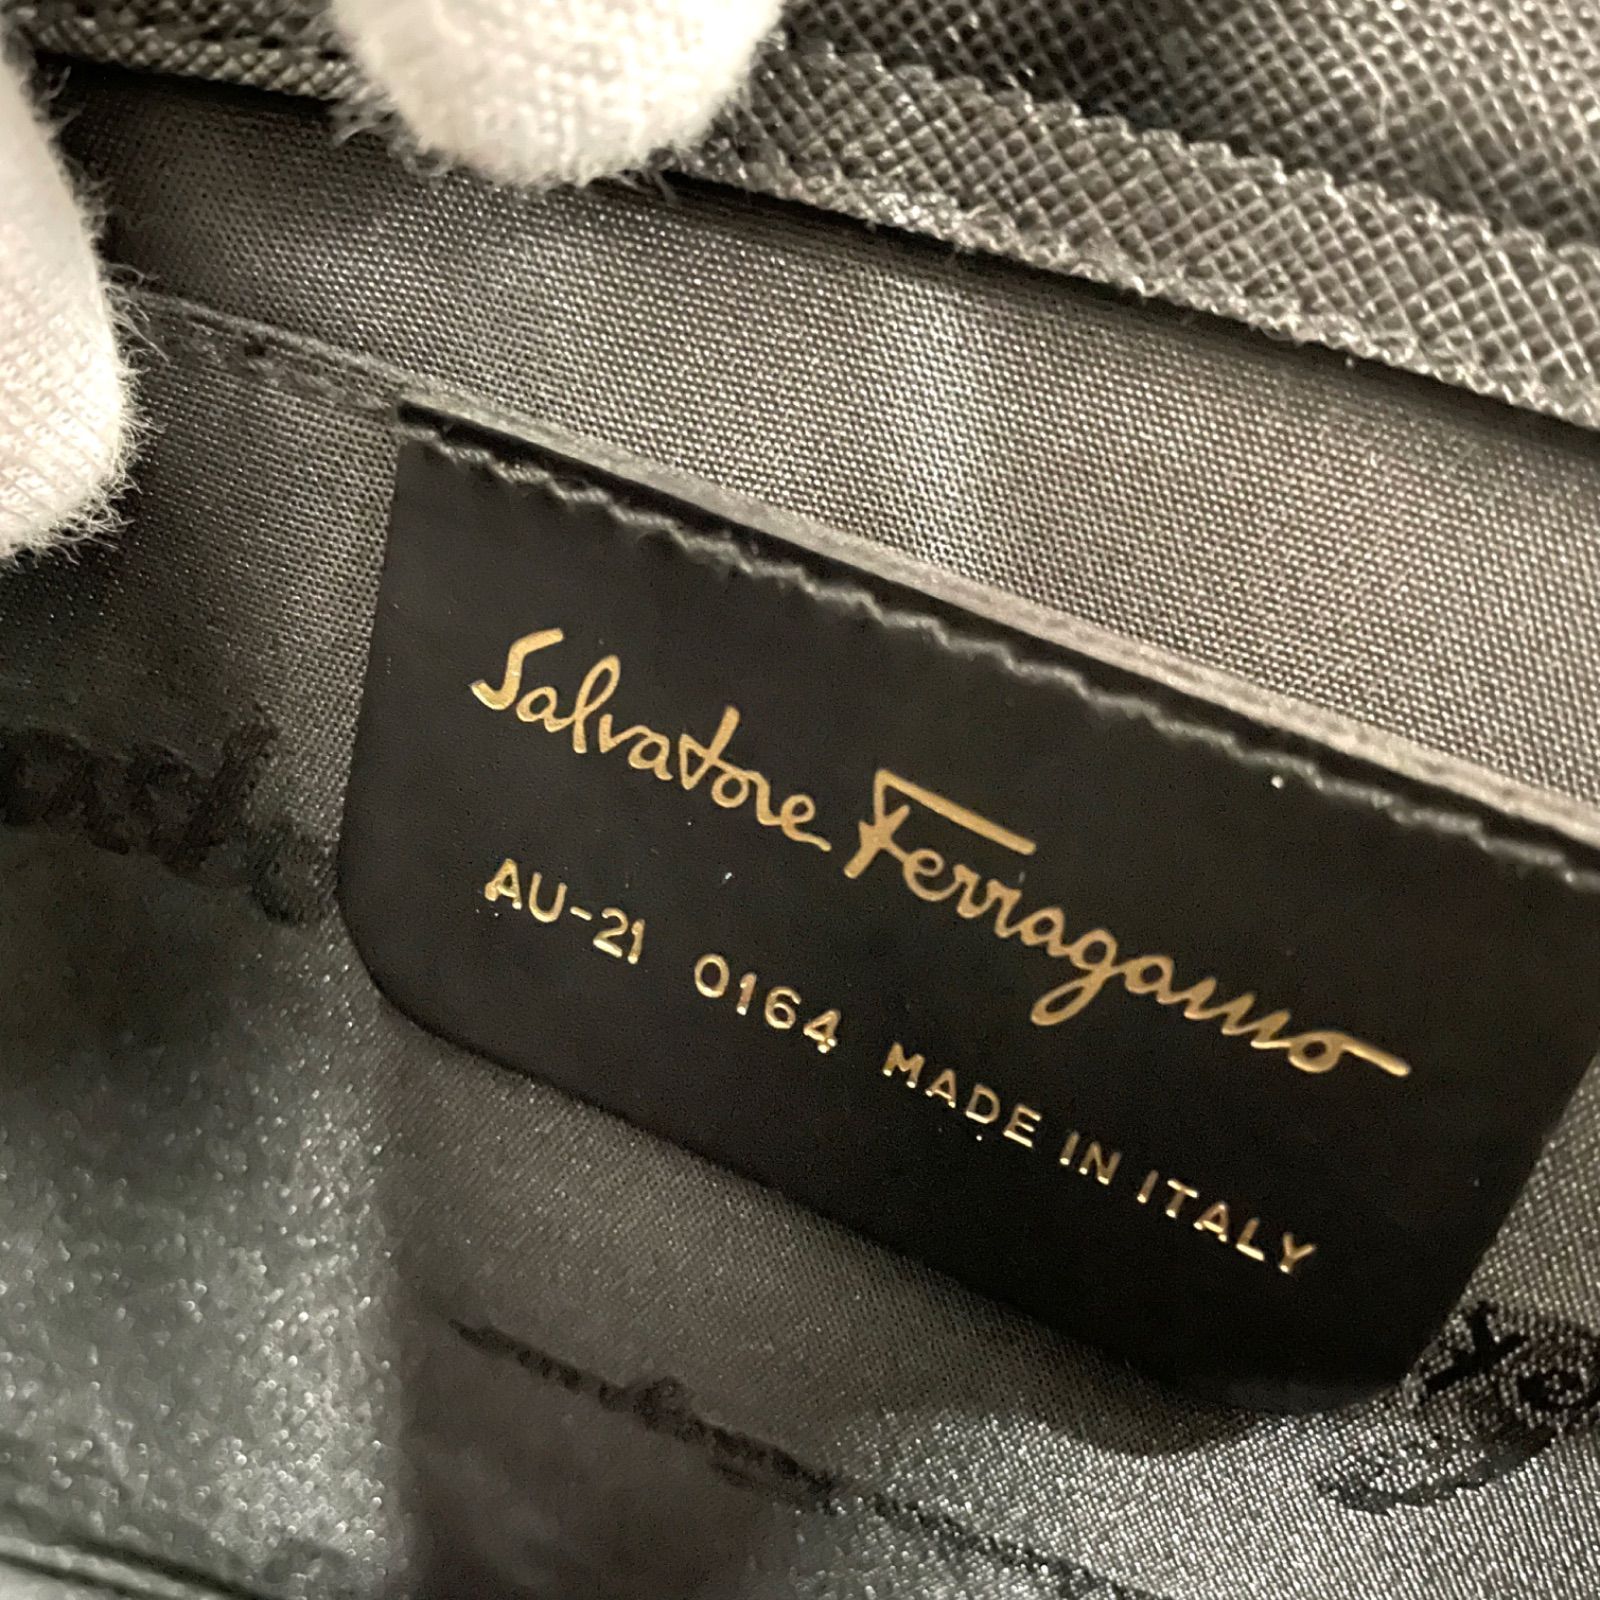 Salvatore Ferragamo
AU-21 0164 MADE IN ITALY